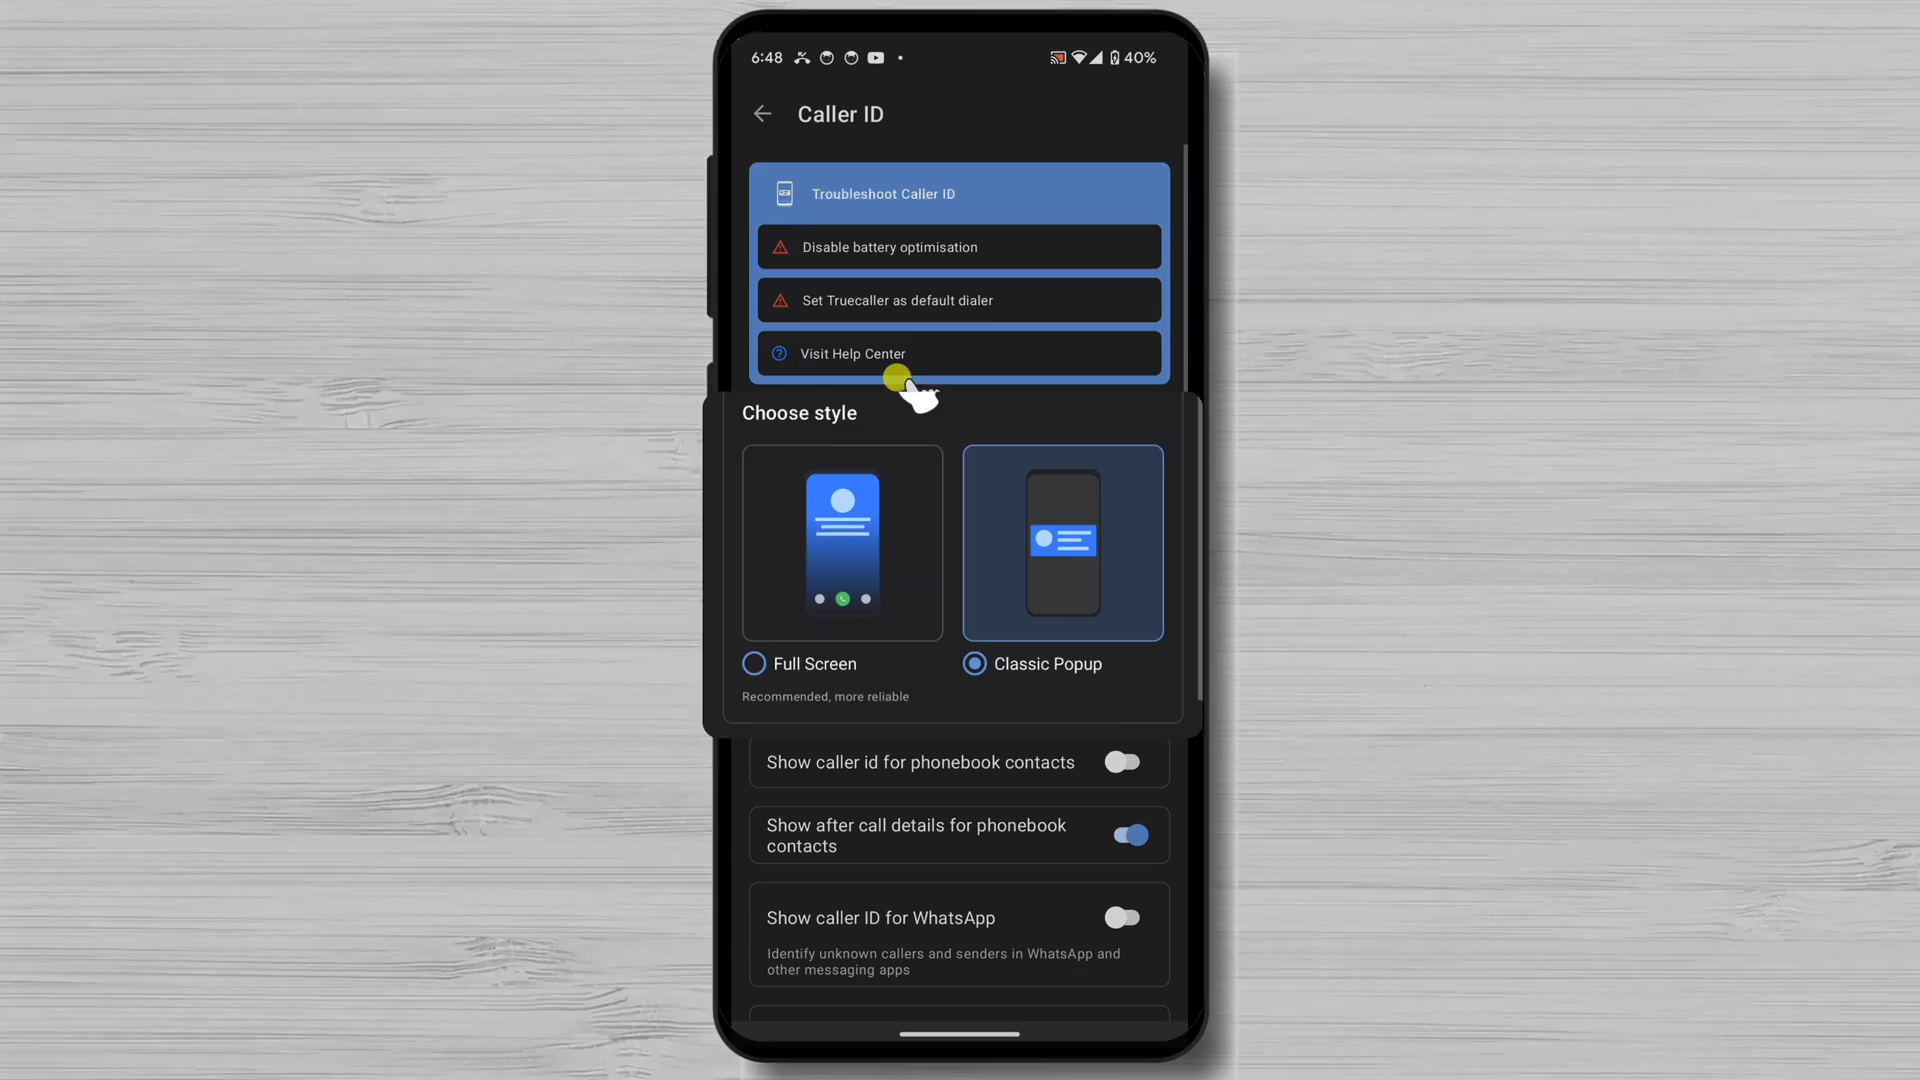 6:48
40%
Caller ID
Troubleshoot Caller ID
Disable battery optimisation
Set Truecaller as default dialer
Visit Help Center
Choose style
Full Screen
Classic Popup
Recommended, more reliable
Show caller id for phonebook contacts
Show after call details for phonebook
contacts
Show caller ID for WhatsApp
Identify unknown callers and senders in WhatsApp and
other messaging apps